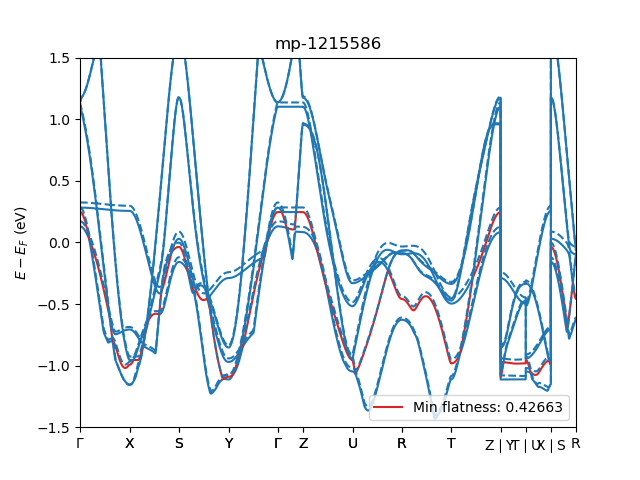 mp-1215586
E − E_F (eV)
1.5
1.0
0.5
0.0
−0.5
−1.0
−1.5
Min flatness: 0.42663
Γ X S Y Γ Z U R T Z | Y T | U X | S R